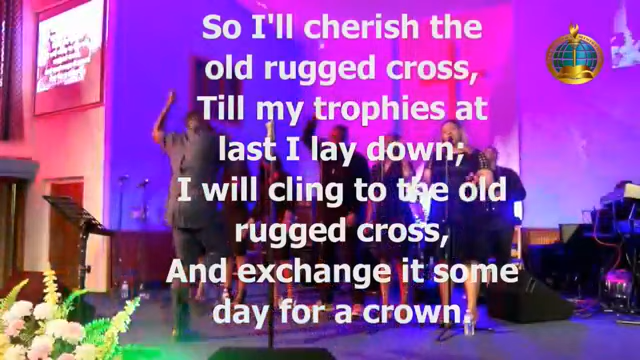 So I'll cherish the
old rugged cross,
Till my trophies at
last I lay down;
I will cling to the old
rugged cross,
And exchange it some
day for a crown.